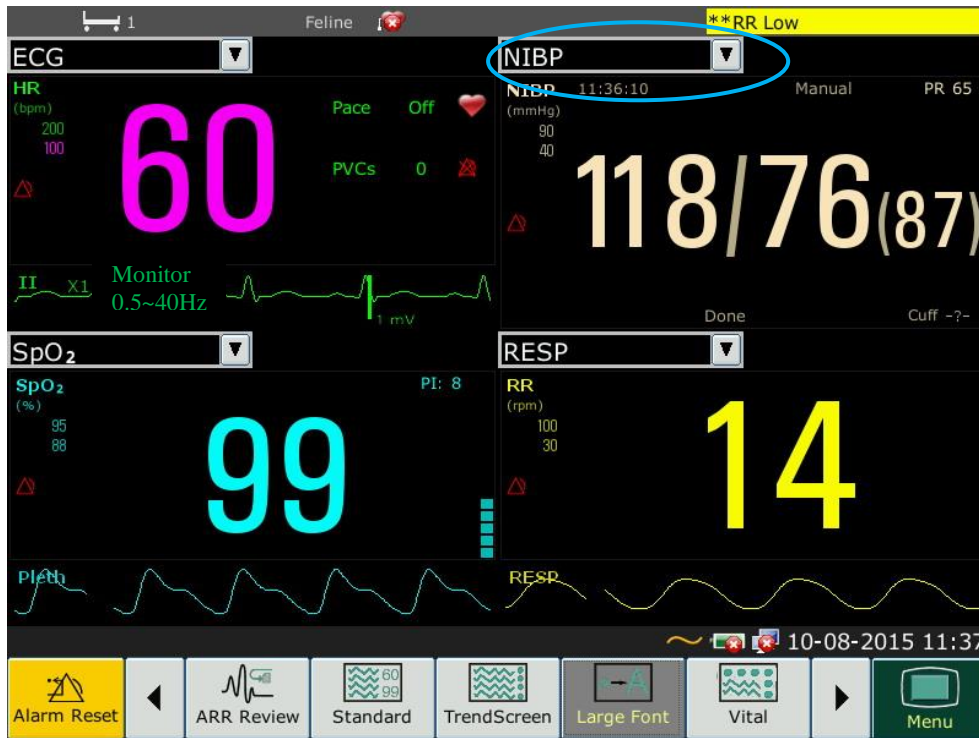 1 Feline **RR Low
ECG
HR
(bpm)
200
100
60
Pace Off
PVCs 0
II X1 Monitor
0.5~40Hz
1 mV
NIBP
NIBP 11:36:10 Manual PR 65
(mmHg)
90
40
118/76(87)
Done Cuff -?-
SpO₂
SpO₂ PI: 8
(%)
95
88
99
Pleth
RESP
RR
(rpm)
100
30
14
RESP
10-08-2015 11:37
Alarm Reset
ARR Review
60
99
Standard
TrendScreen
A
Large Font
Vital
Menu